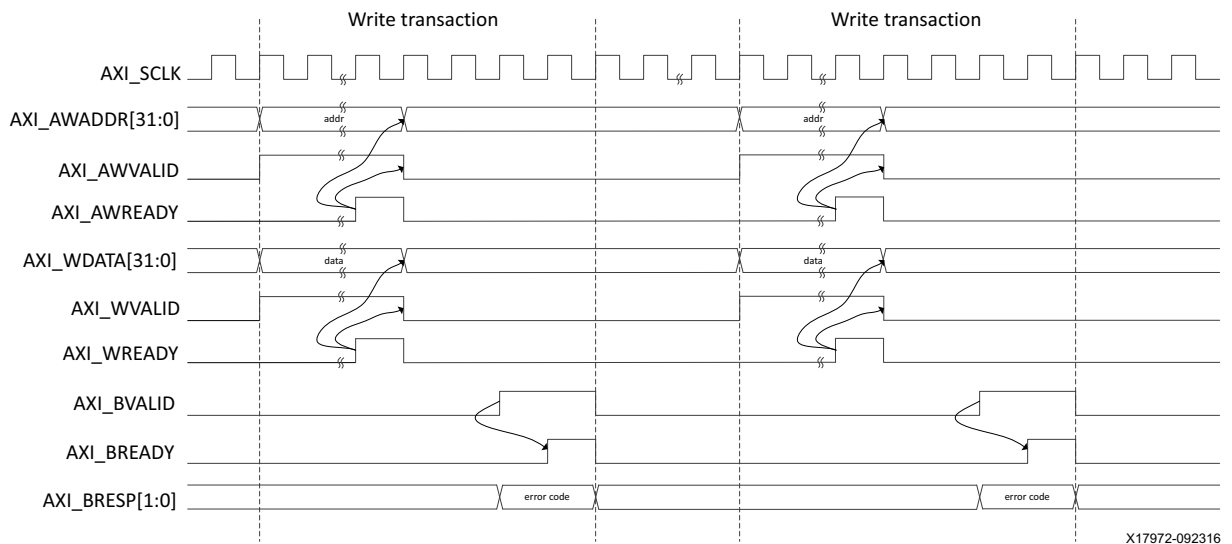 Write transaction Write transaction
AXI_SCLK
AXI_AWADDR[31:0] addr addr
AXI_AWVALID
AXI_AWREADY
AXI_WDATA[31:0] data data
AXI_WVALID
AXI_WREADY
AXI_BVALID
AXI_BREADY
AXI_BRESP[1:0] error code error code
X17972-092316